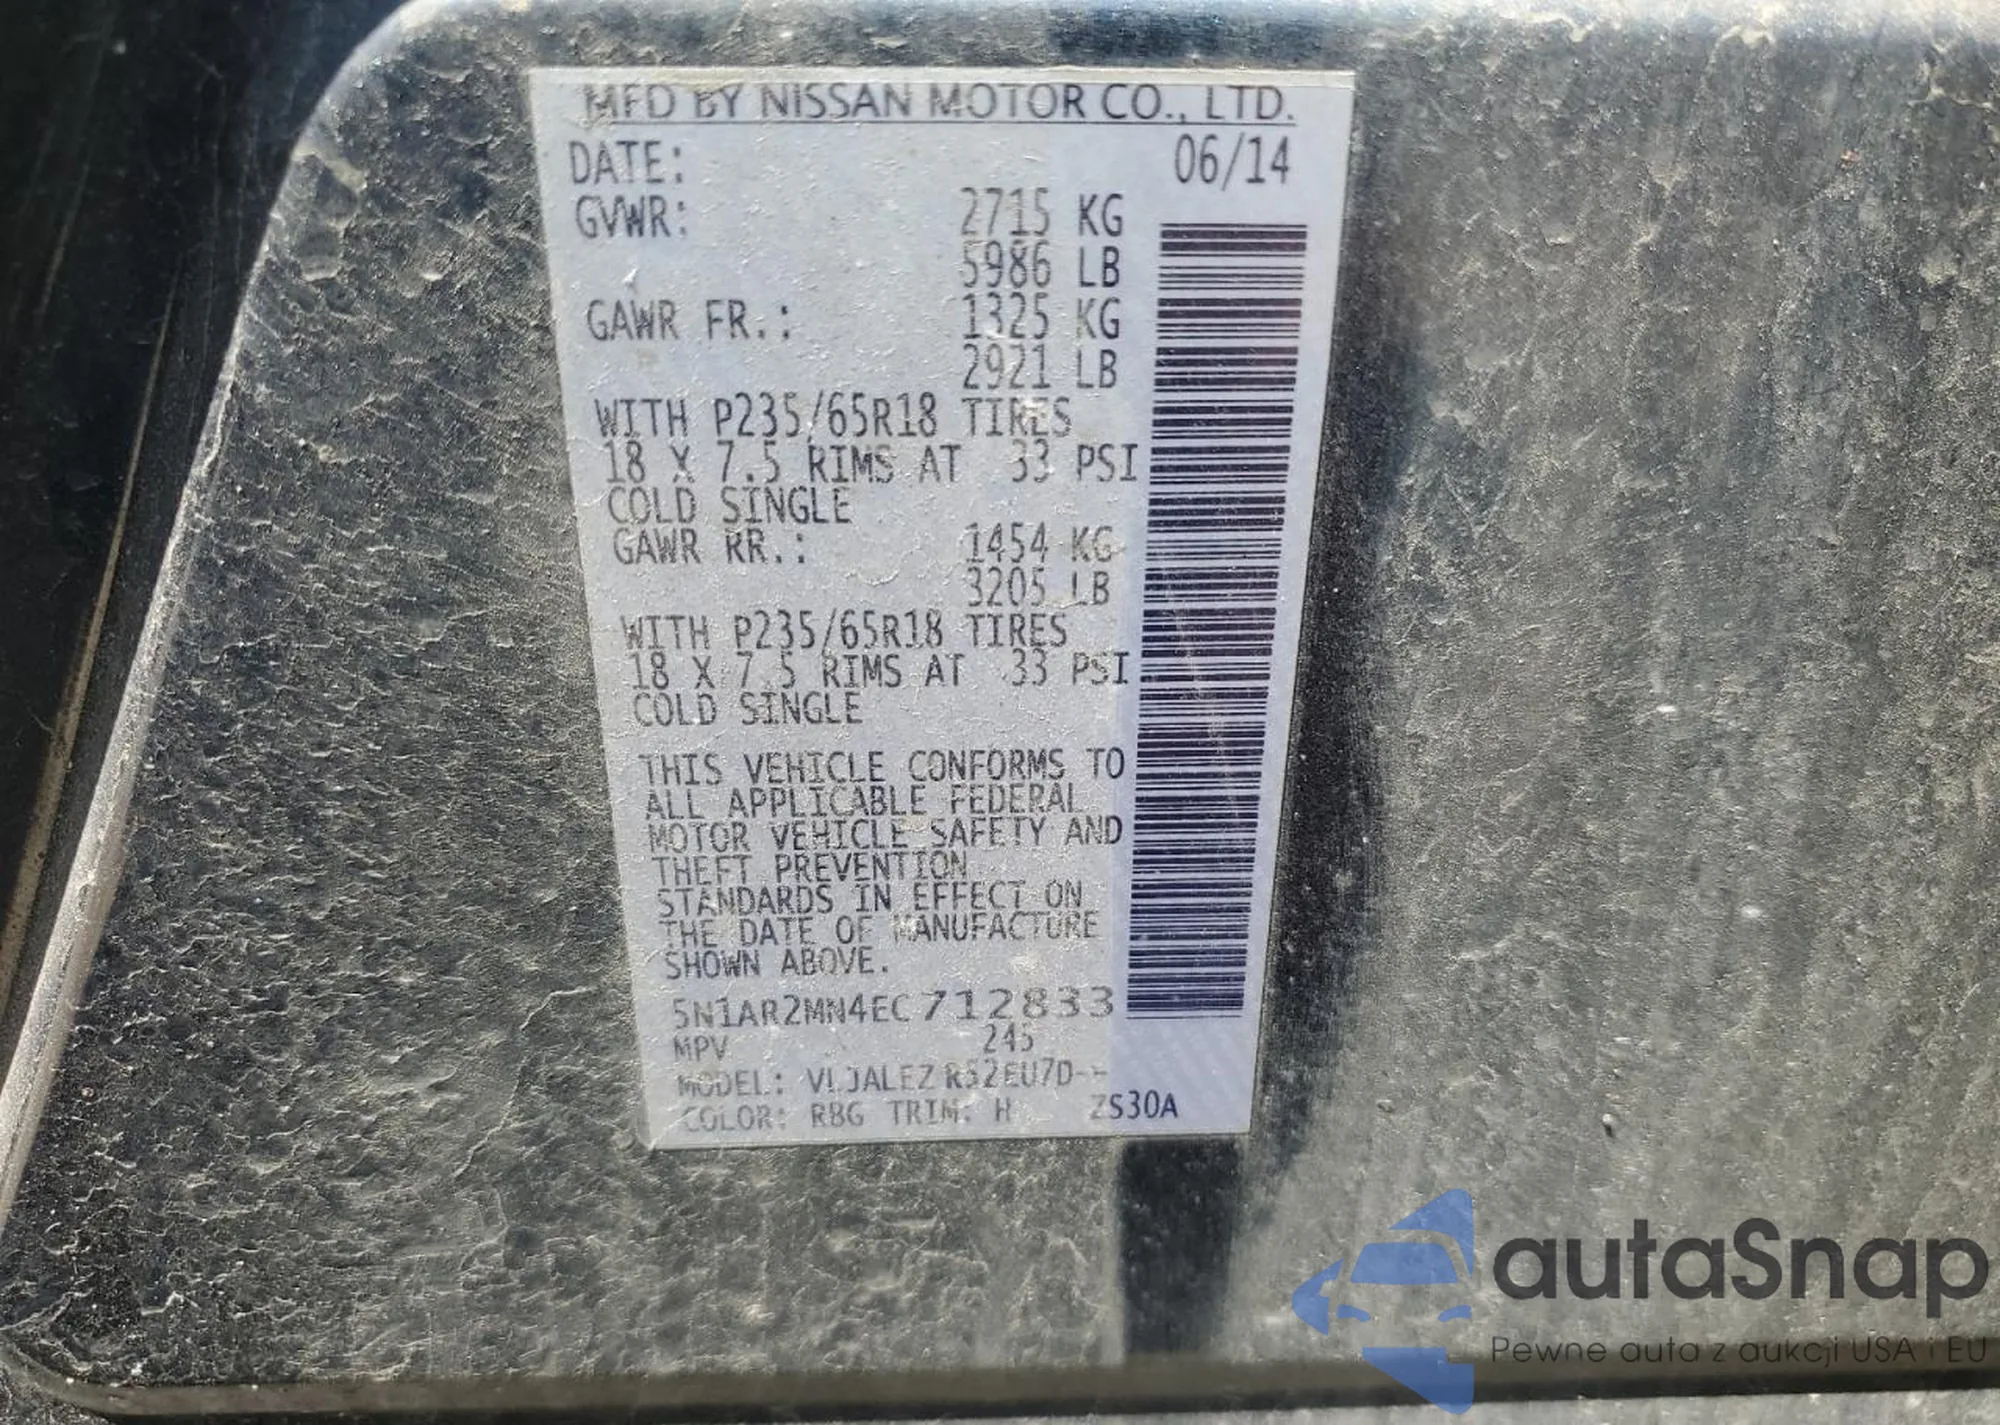 MFD BY NISSAN MOTOR CO., LTD.
DATE: 06/14
GVWR: 2715 KG
5986 LB
GAWR FR.: 1325 KG
2921 LB
WITH P235/65R18 TIRES
18 X 7.5 RIMS AT 33 PSI
COLD SINGLE
GAWR RR.: 1454 KG
3205 LB
WITH P235/65R18 TIRES
18 X 7.5 RIMS AT 33 PSI
COLD SINGLE
THIS VEHICLE CONFORMS TO
ALL APPLICABLE FEDERAL
MOTOR VEHICLE SAFETY AND
THEFT PREVENTION
STANDARDS IN EFFECT ON
THE DATE OF MANUFACTURE
SHOWN ABOVE.
5N1AR2MN4EC712833
MPV 245
MODEL:
COLOR: RBG TRIM: H ZS30A
autaSnap
Pewne auta z aukcji USA i EU